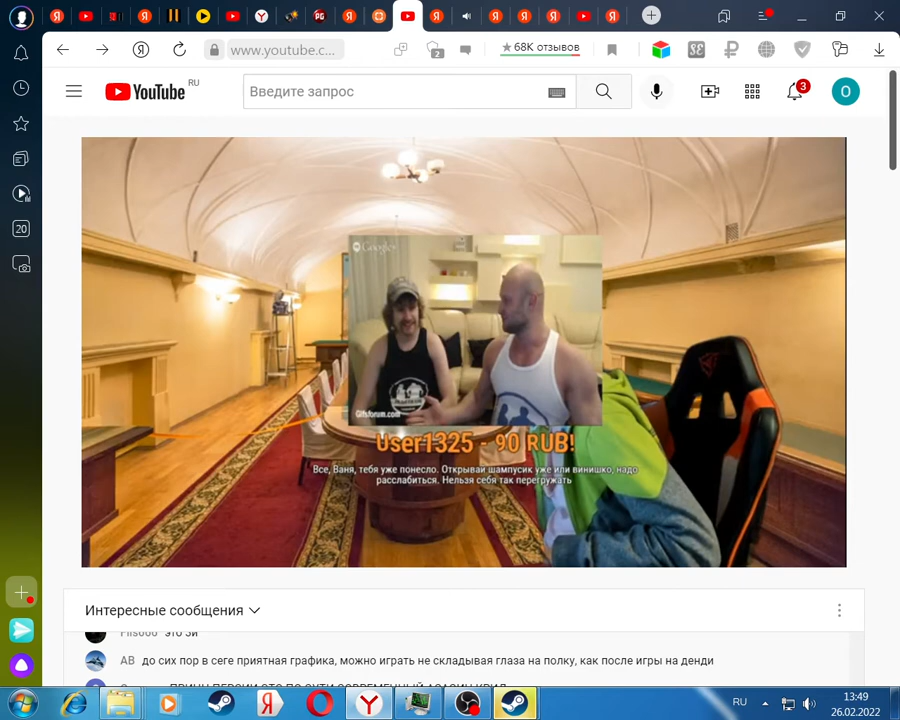 www.youtube.c...
2
68K отзывов
YouTube
RU
Введите запрос
3
O
20
Google+
Gifsforum.com
User1325 - 90 RUB!
Все, Ваня, тебя уже понесло. Открывай шампусик уже или винишко, надо
расслабиться. Нельзя себя так перегружать
Интересные сообщения
это 3й
AB до сих пор в сеге приятная графика, можно играть не складывая глаза на полку, как после игры на денди
RU
13:49
26.02.2022